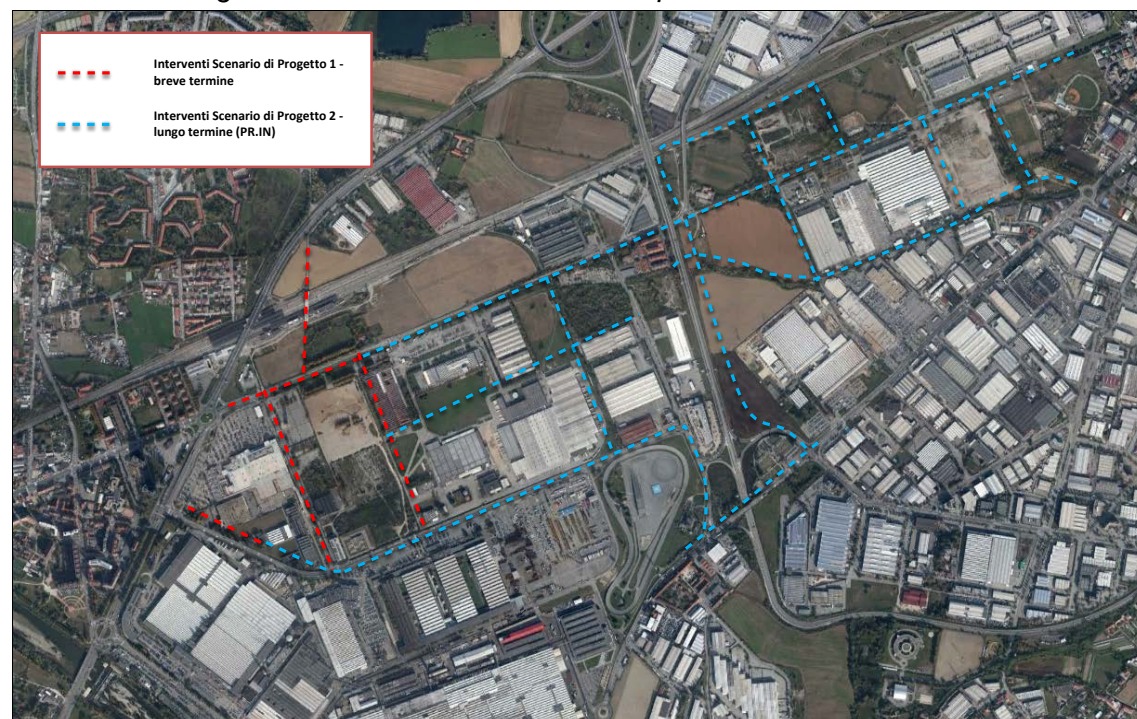 Interventi Scenario di Progetto 1 -
breve termine
Interventi Scenario di Progetto 2 -
lungo termine (PR.IN)